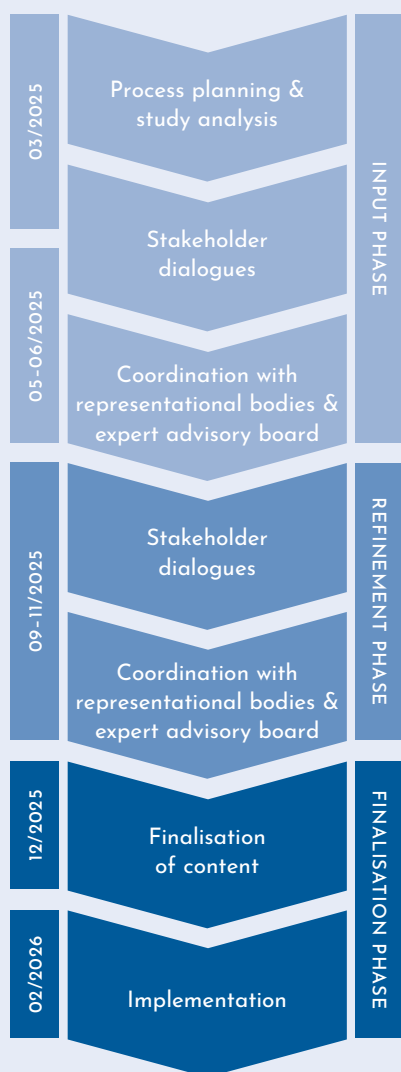 03/2025
Process planning &
study analysis
INPUT PHASE
Stakeholder
dialogues
05–06/2025
Coordination with
representational bodies &
expert advisory board
09–11/2025
Stakeholder
dialogues
REFINEMENT PHASE
Coordination with
representational bodies &
expert advisory board
12/2025
Finalisation
of content
FINALISATION PHASE
02/2026
Implementation